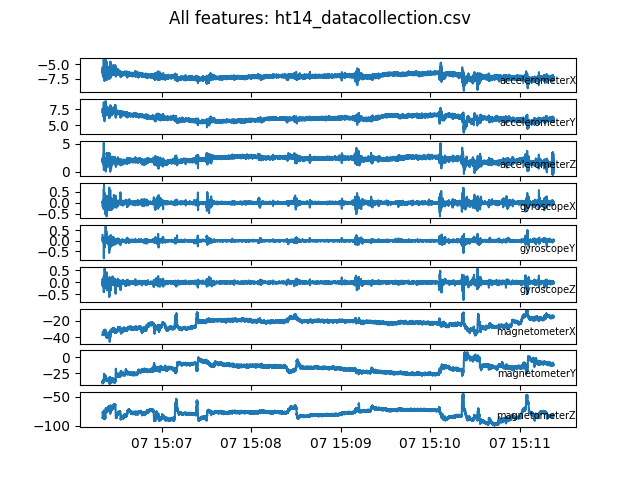 All features: ht14_datacollection.csv
−5.0
−7.5
accelerometerX
7.5
5.0
accelerometerY
5
0
accelerometerZ
0.5
0.0
−0.5
gyroscopeX
0.5
0.0
−0.5
gyroscopeY
0.5
0.0
−0.5
gyroscopeZ
−20
−40
magnetometerX
0
−25
magnetometerY
−50
−100
magnetometerZ
07 15:07 07 15:08 07 15:09 07 15:10 07 15:11